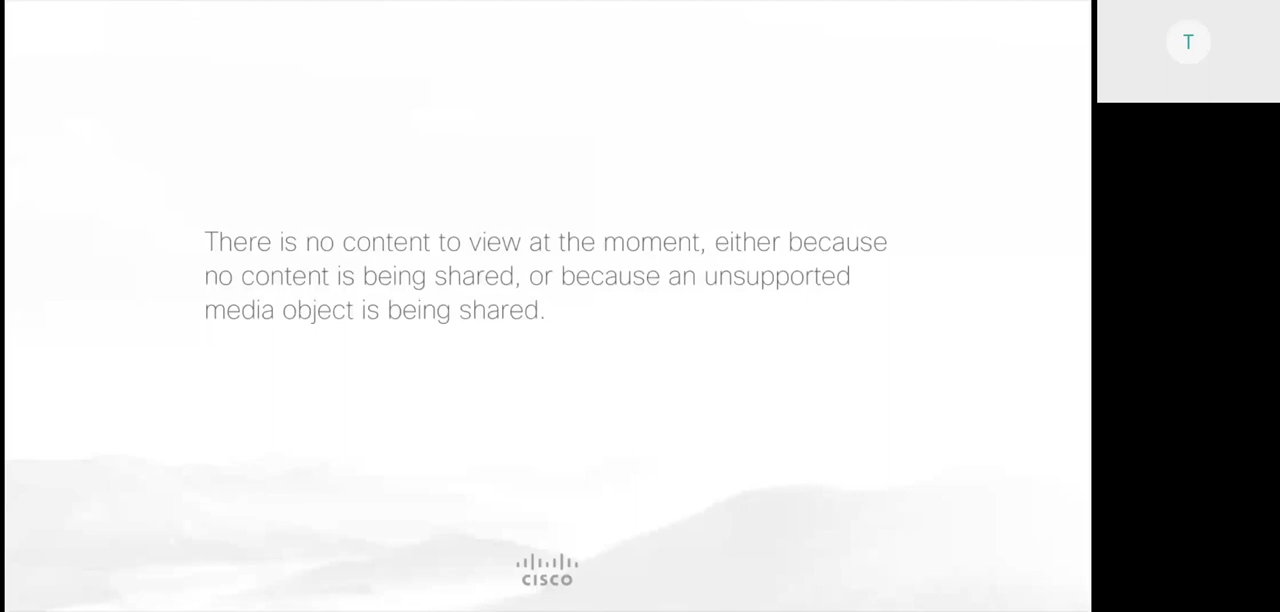 There is no content to view at the moment, either because
no content is being shared, or because an unsupported
media object is being shared.
T
CISCO